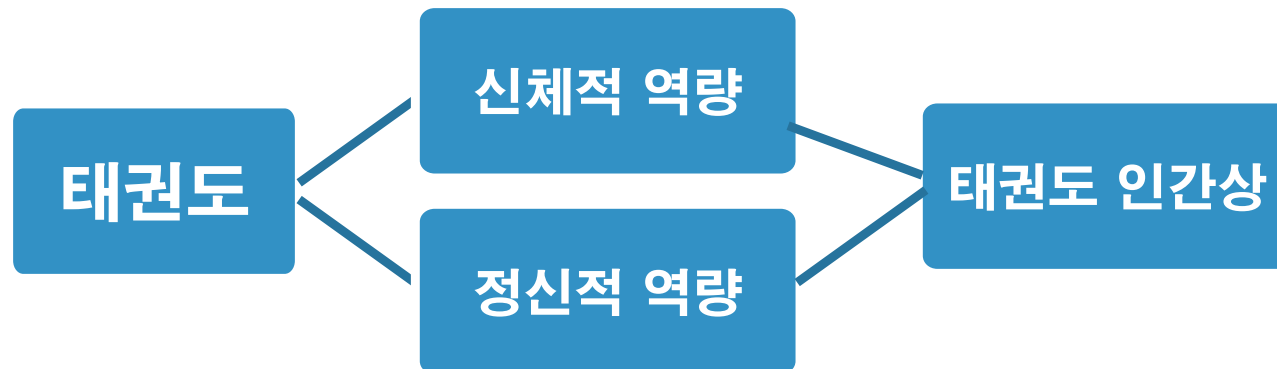 태권도
신체적 역량
정신적 역량
태권도 인간상